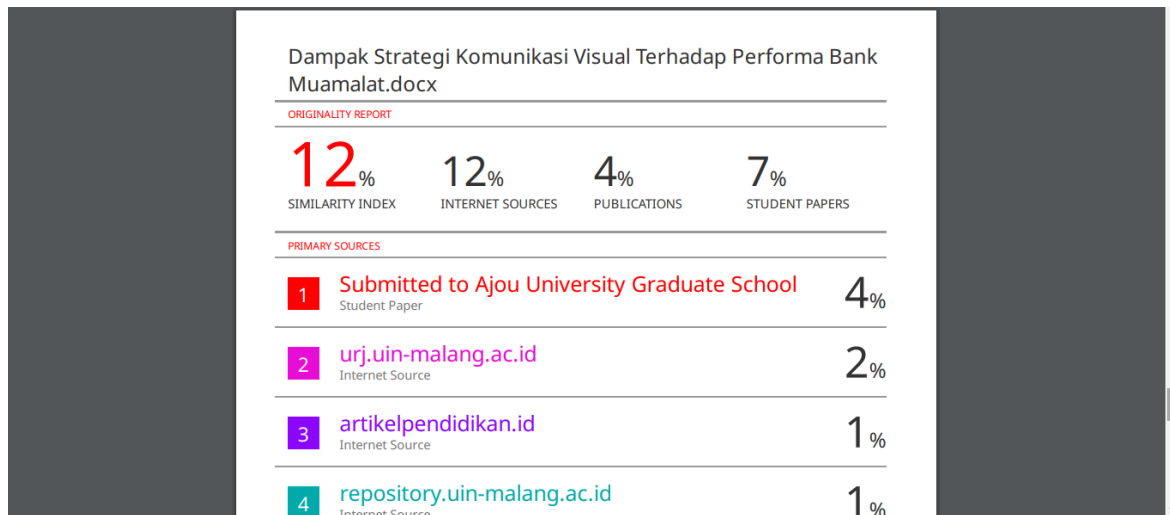 Dampak Strategi Komunikasi Visual Terhadap Performa Bank
Muamalat.docx
ORIGINALITY REPORT
12% 12% 4% 7%
SIMILARITY INDEX INTERNET SOURCES PUBLICATIONS STUDENT PAPERS
PRIMARY SOURCES
1 Submitted to Ajou University Graduate School 4%
Student Paper
2 urj.uin-malang.ac.id 2%
Internet Source
3 artikelpendidikan.id 1%
Internet Source
4 repository.uin-malang.ac.id 1%
Internet Source